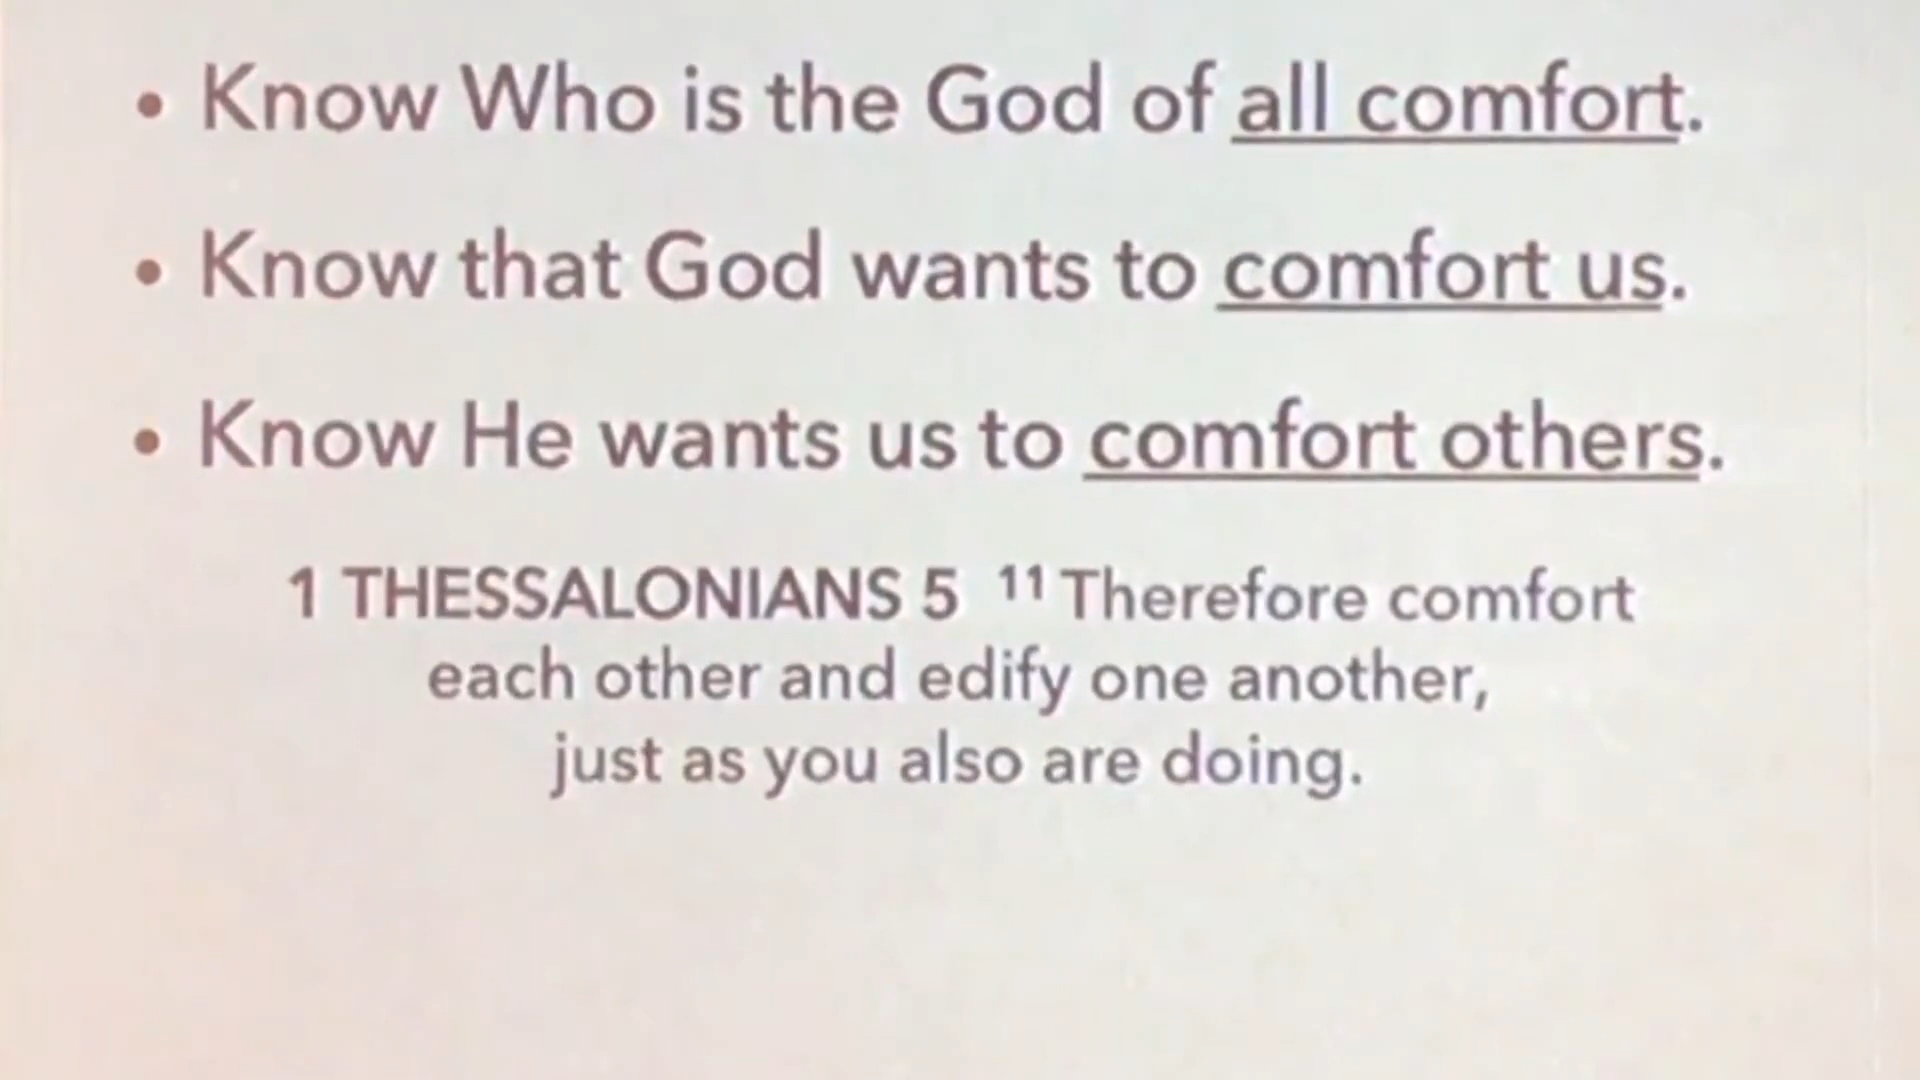 • Know Who is the God of all comfort.
• Know that God wants to comfort us.
• Know He wants us to comfort others.
1 THESSALONIANS 5 11 Therefore comfort
each other and edify one another,
just as you also are doing.